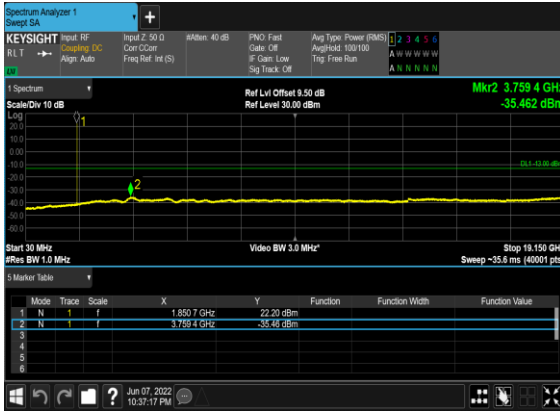 Spectrum Analyzer 1
Swept SA
+
KEYSIGHT Input: RF Input Z: 50 Ω #Atten: 40 dB PNO: Fast Avg Type: Power (RMS) 1 2 3 4 5 6
RLT Coupling: DC Corr CCorr Gate: Off Avg|Hold: 100/100 A W W W W W
Align: Auto Freq Ref: Int (S) IF Gain: Low Trig: Free Run
Sig Track: Off A N N N N N
1 Spectrum Ref Lvl Offset 9.50 dB Mkr2 3.759 4 GHz
Scale/Div 10 dB Ref Level 30.00 dBm -35.462 dBm
Log
20.0
10.0
0.00
-10.0 DL1 -13.00 dBm
-20.0
-30.0
-40.0
-50.0
-60.0
1
2
Start 30 MHz Video BW 3.0 MHz* Stop 19.150 GH
#Res BW 1.0 MHz Sweep ~35.6 ms (40001 pts
5 Marker Table
Mode Trace Scale X Y Function Function Width Function Value
1 N 1 f 1.850 7 GHz 22.20 dBm
2 N 1 f 3.759 4 GHz -35.46 dBm
3
4
5
6
? Jun 07, 2022
10:37:17 PM